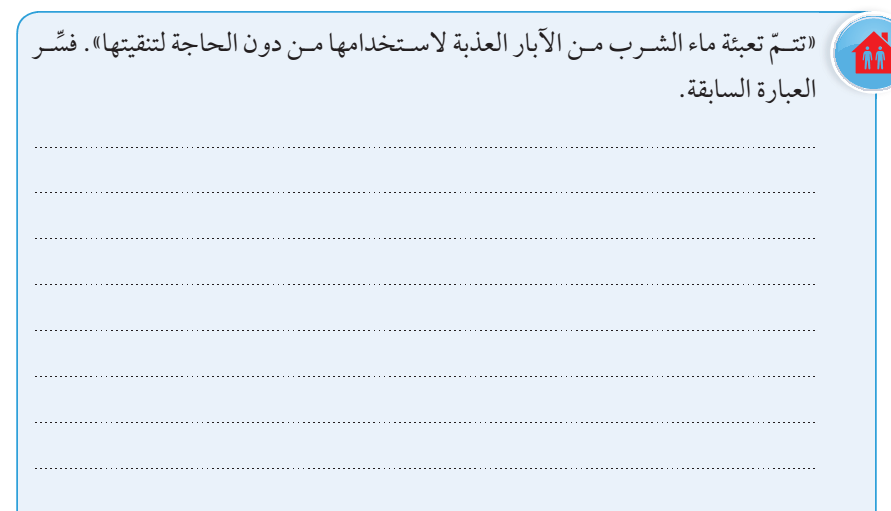 «تتمّ تعبئة ماء الشرب من الآبار العذبة لاستخدامها من دون الحاجة لتنقيتها». فسِّر
العبارة السابقة.